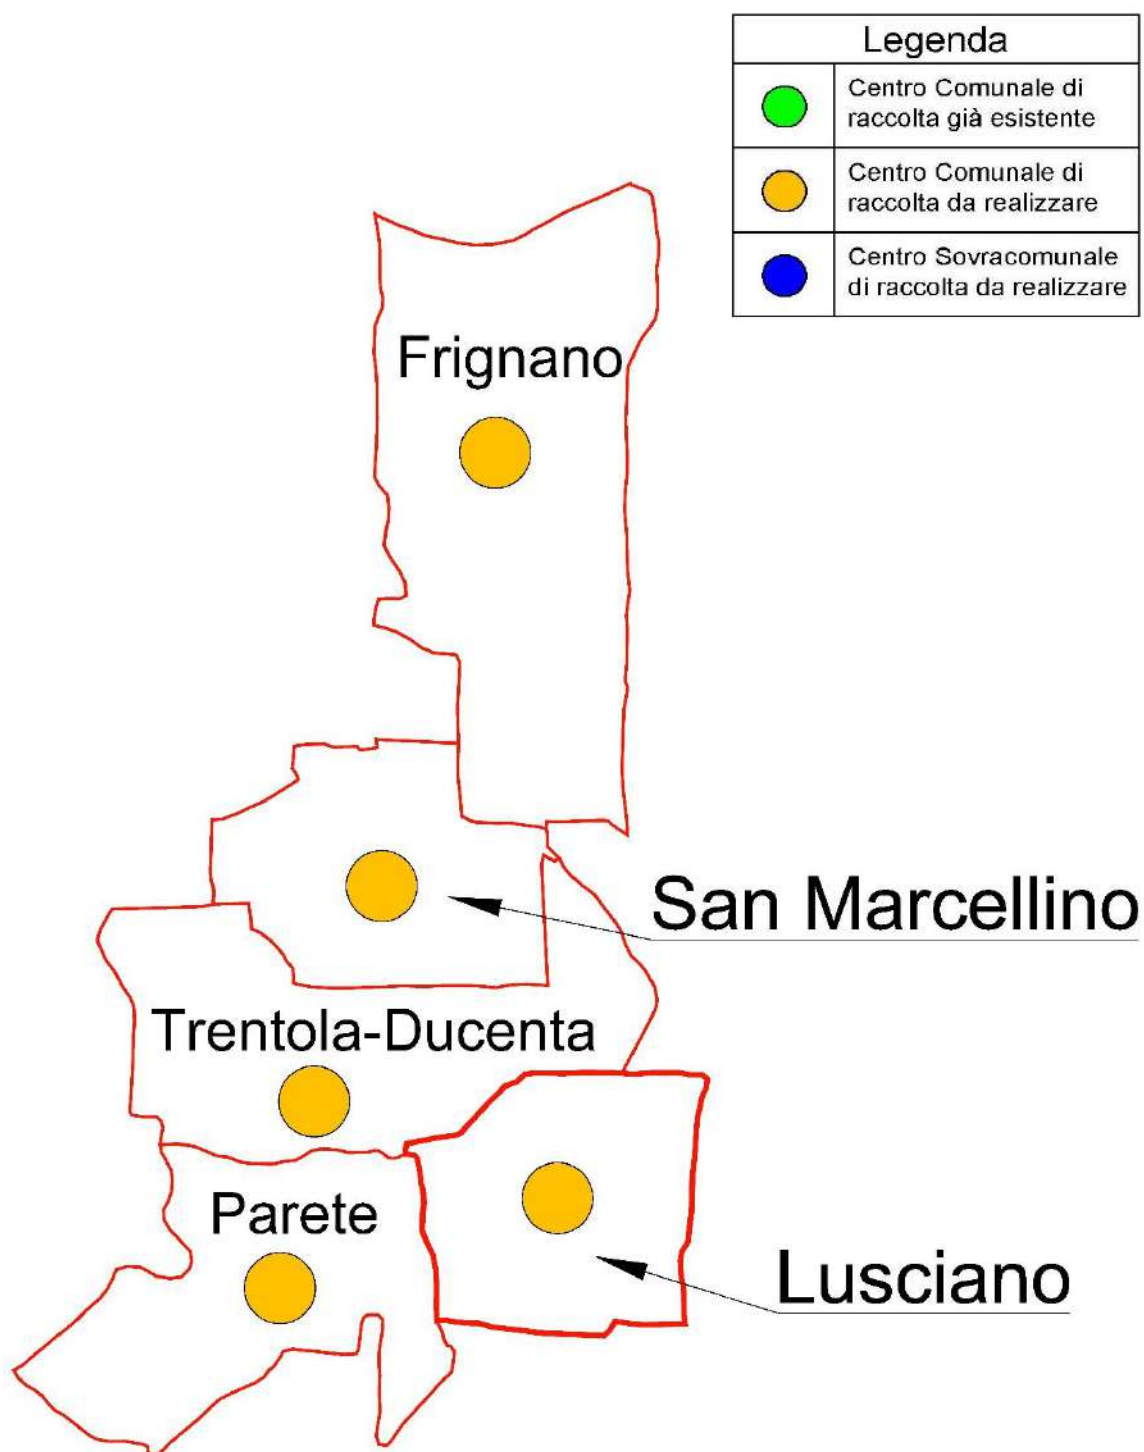 Legenda
Centro Comunale di
raccolta già esistente
Centro Comunale di
raccolta da realizzare
Centro Sovracomunale
di raccolta da realizzare
Frignano
San Marcellino
Trentola-Ducenta
Parete
Lusciano